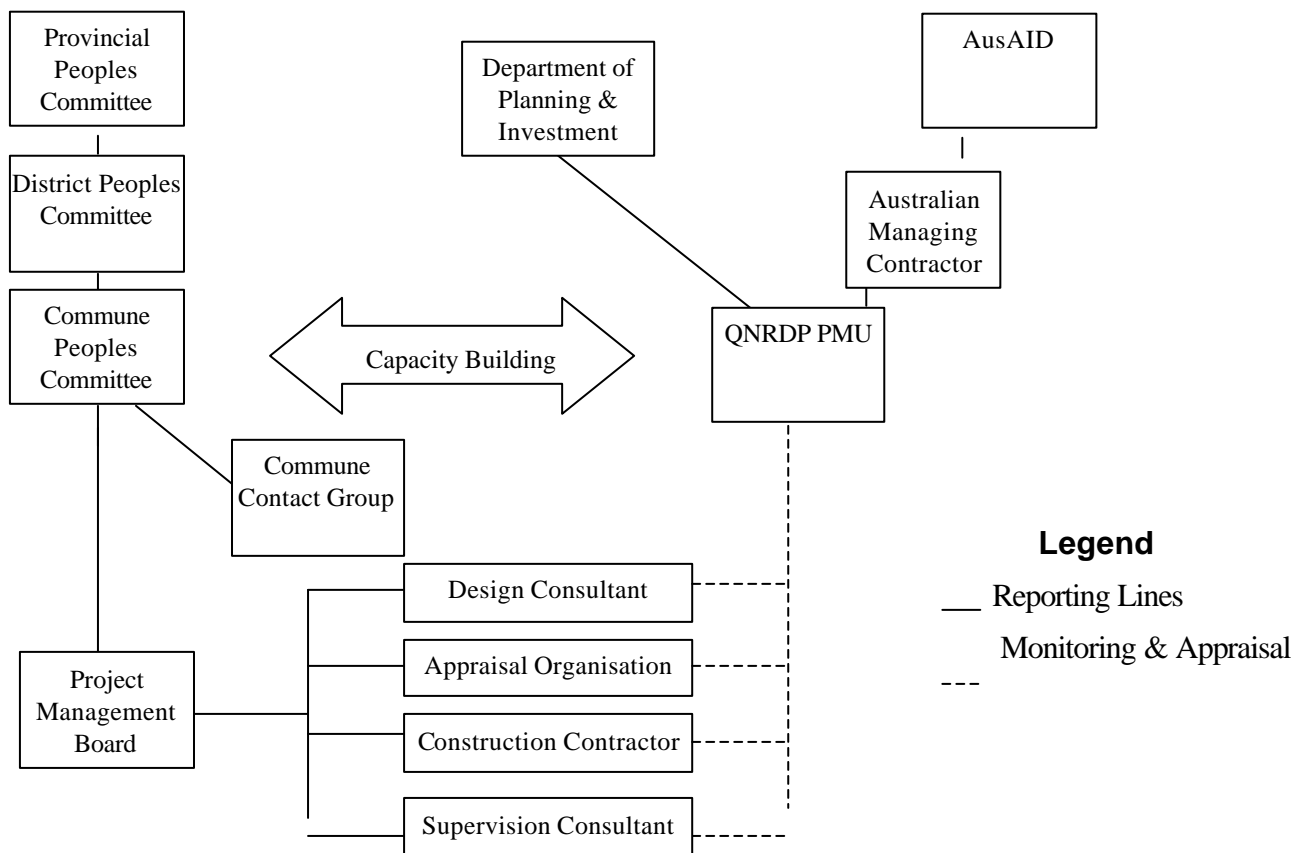 Provincial
Peoples
Committee
Department of
Planning &
Investment
AusAID
District Peoples
Committee
Australian
Managing
Contractor
Commune
Peoples
Committee
Capacity Building
QNRDP PMU
Commune
Contact Group
Legend
Reporting Lines
Monitoring & Appraisal
Design Consultant
Appraisal Organisation
Project
Management
Board
Construction Contractor
Supervision Consultant